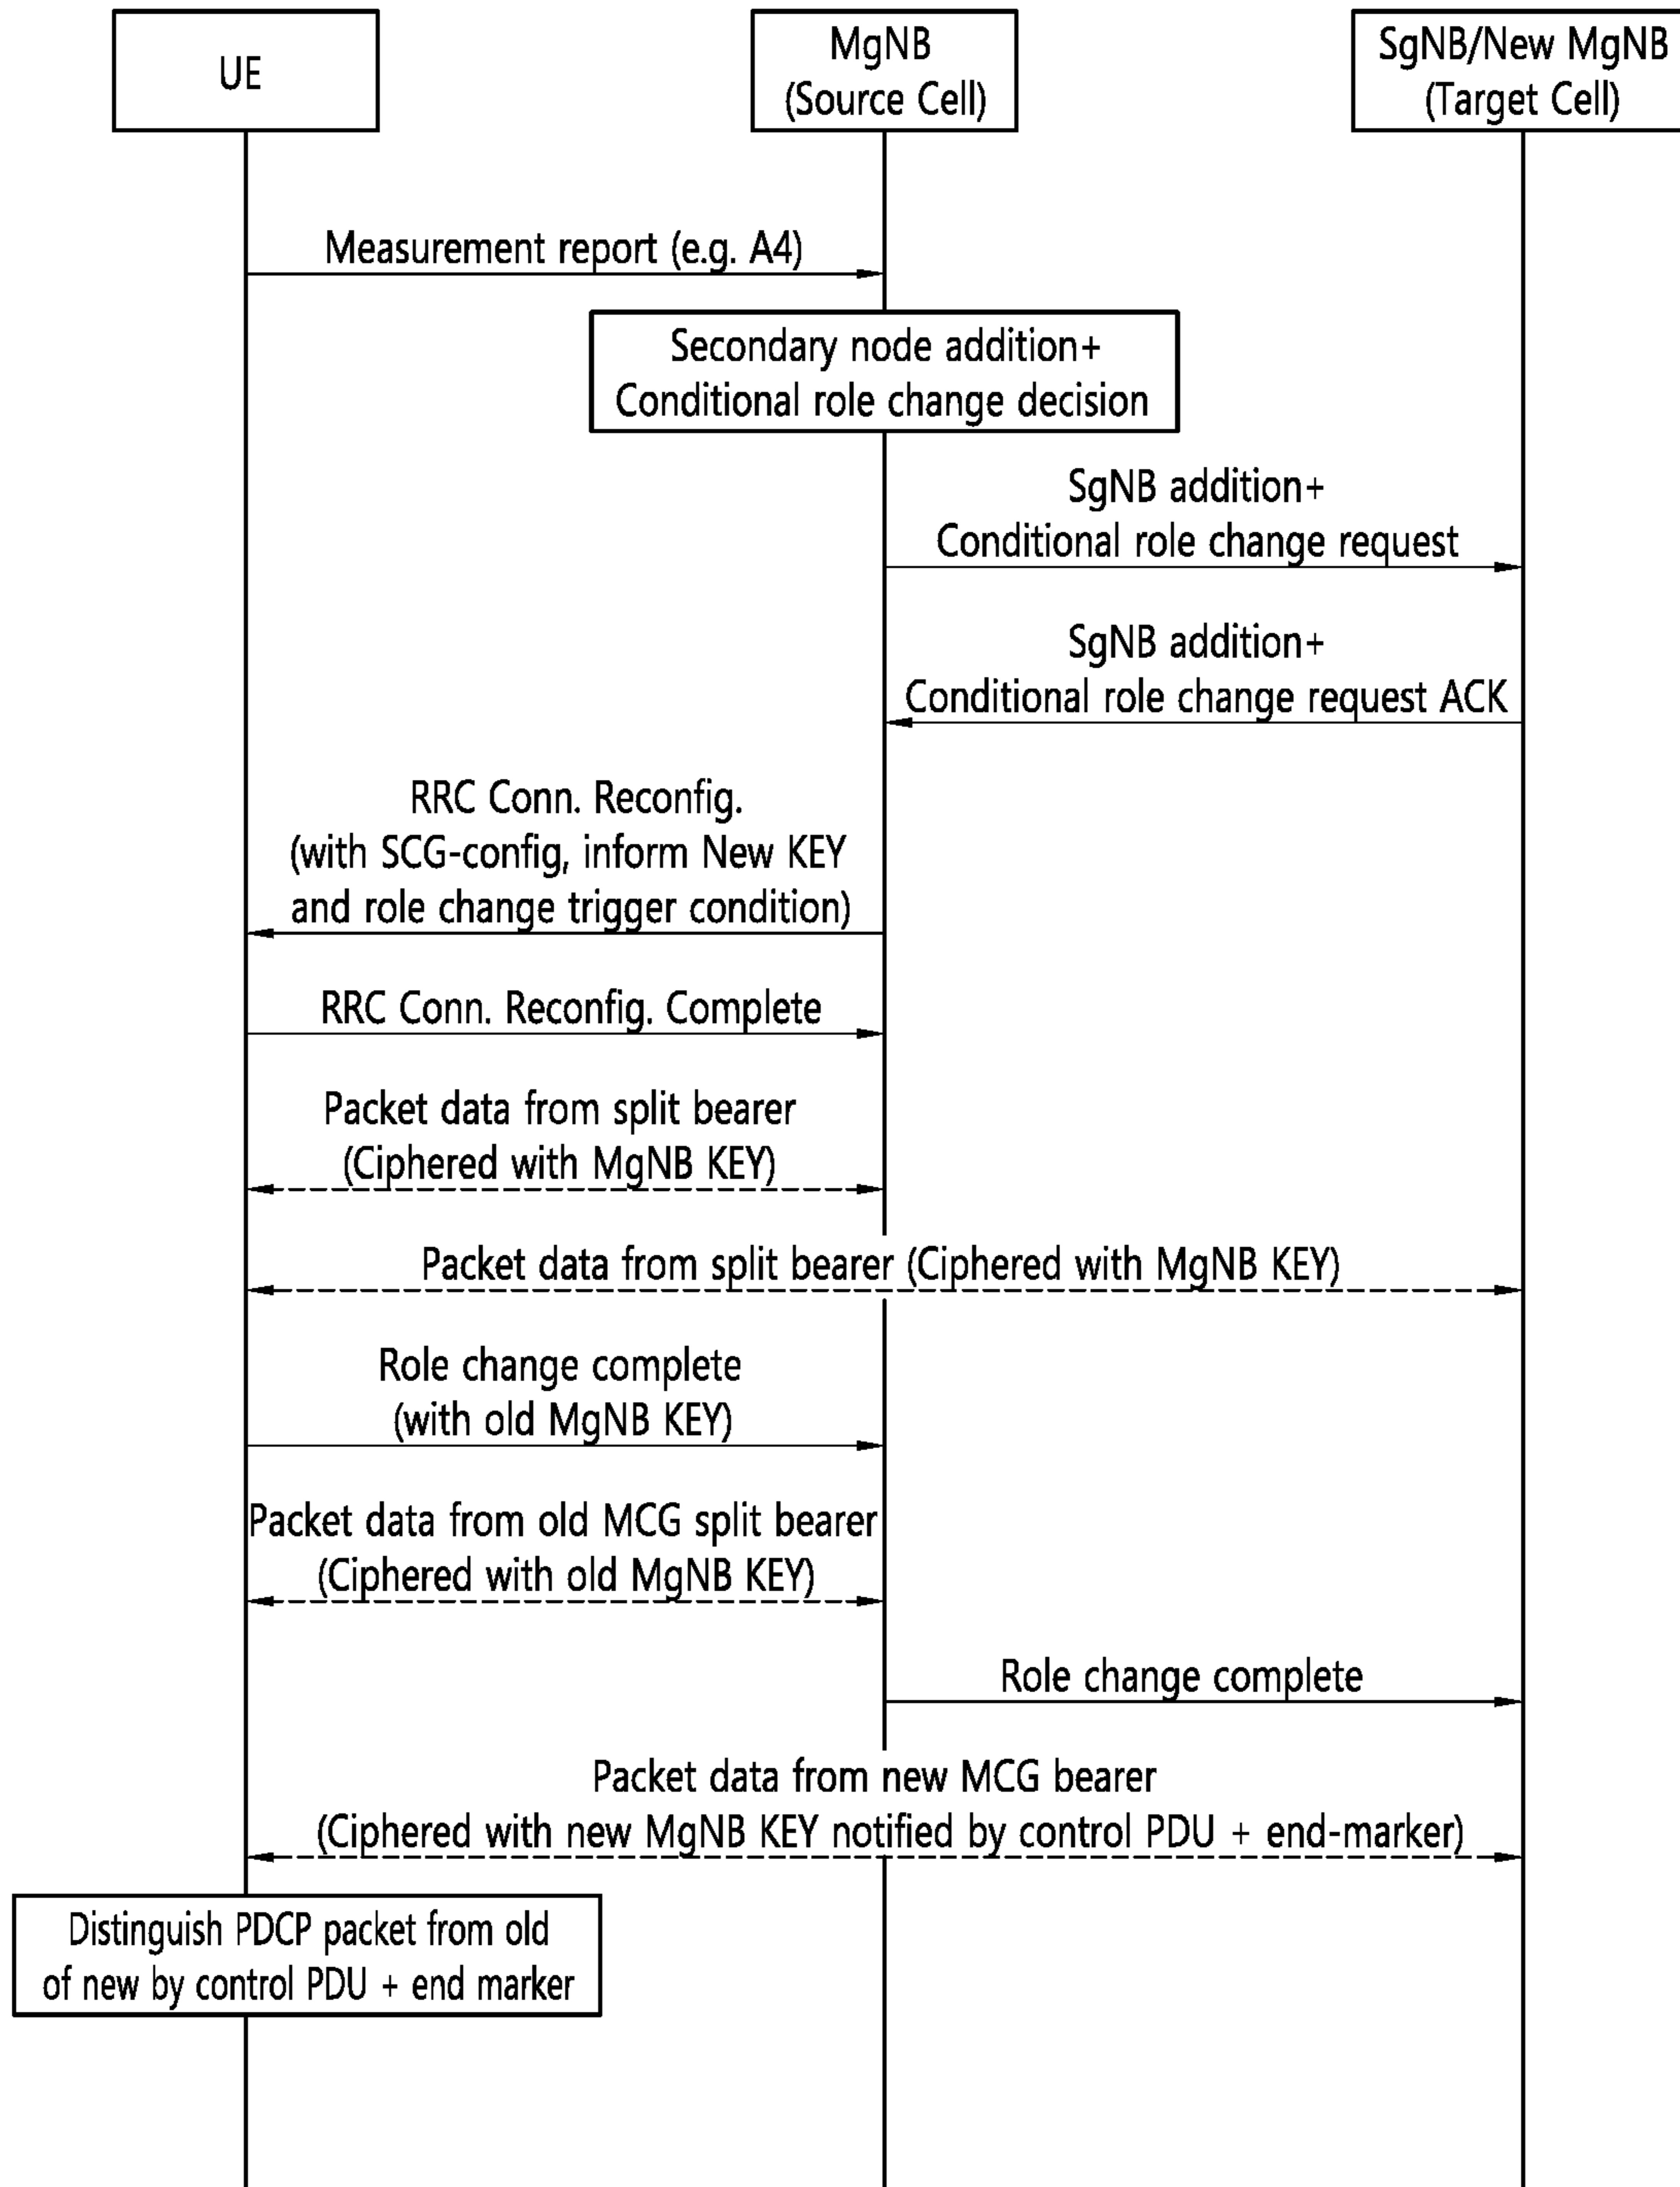 UE
MgNB
(Source Cell)
SgNB/New MgNB
(Target Cell)
Measurement report (e.g. A4)
Secondary node addition+
Conditional role change decision
SgNB addition+
Conditional role change request
SgNB addition+
Conditional role change request ACK
RRC Conn. Reconfig.
(with SCG-config, inform New KEY
and role change trigger condition)
RRC Conn. Reconfig. Complete
Packet data from split bearer
(Ciphered with MgNB KEY)
Packet data from split bearer (Ciphered with MgNB KEY)
Role change complete
(with old MgNB KEY)
Packet data from old MCG split bearer
(Ciphered with old MgNB KEY)
Role change complete
Packet data from new MCG bearer
(Ciphered with new MgNB KEY notified by control PDU + end-marker)
Distinguish PDCP packet from old
of new by control PDU + end marker